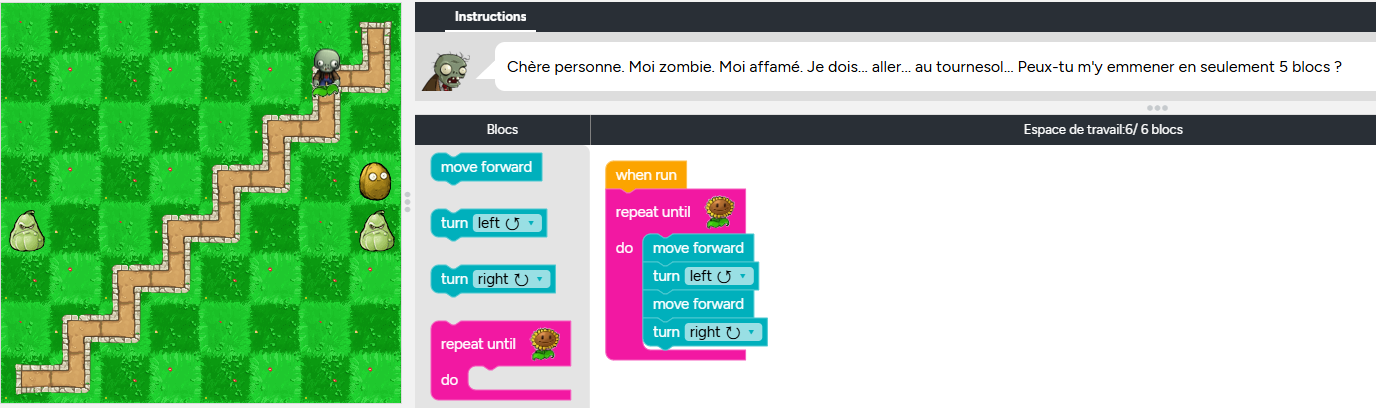 Instructions
Chère personne. Moi zombie. Moi affamé. Je dois... aller... au tournesol... Peux-tu m'y emmener en seulement 5 blocs ?
Blocs
Espace de travail:6/ 6 blocs
move forward
turn left
turn right
repeat until
do
when run
repeat until
do
move forward
turn left
move forward
turn right